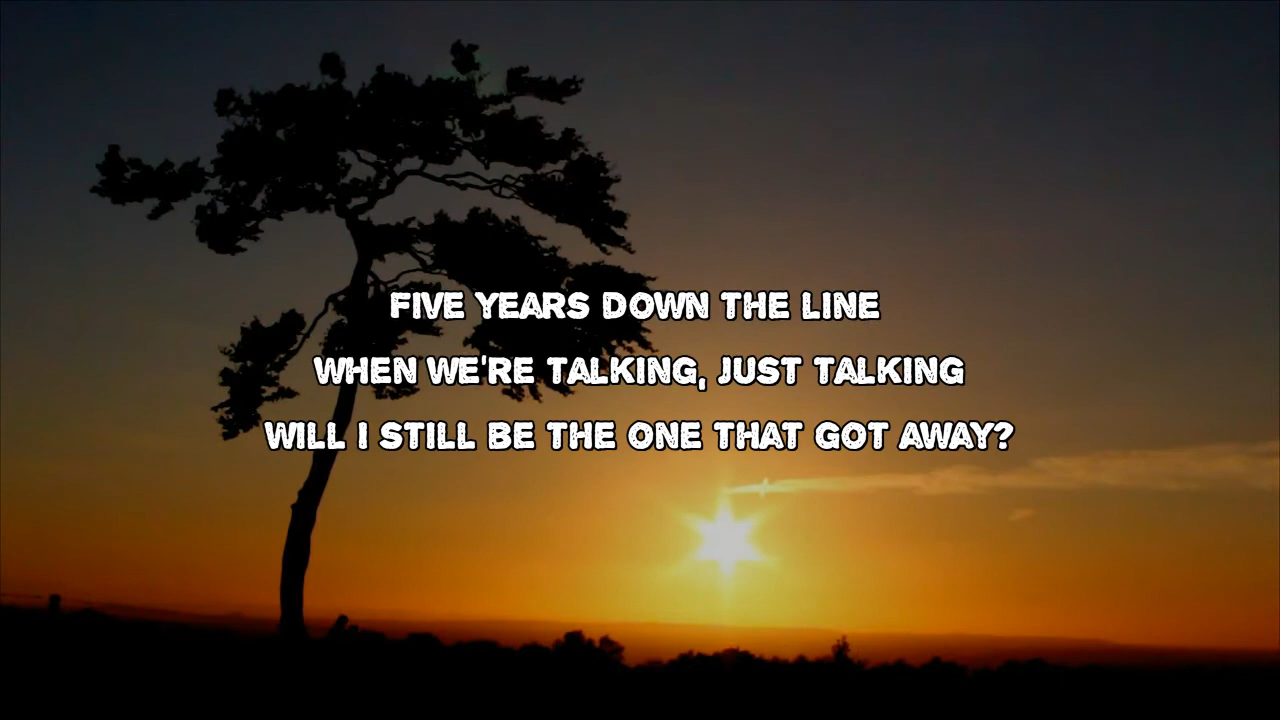 FIVE YEARS DOWN THE LINE
WHEN WE'RE TALKING, JUST TALKING
WILL I STILL BE THE ONE THAT GOT AWAY?